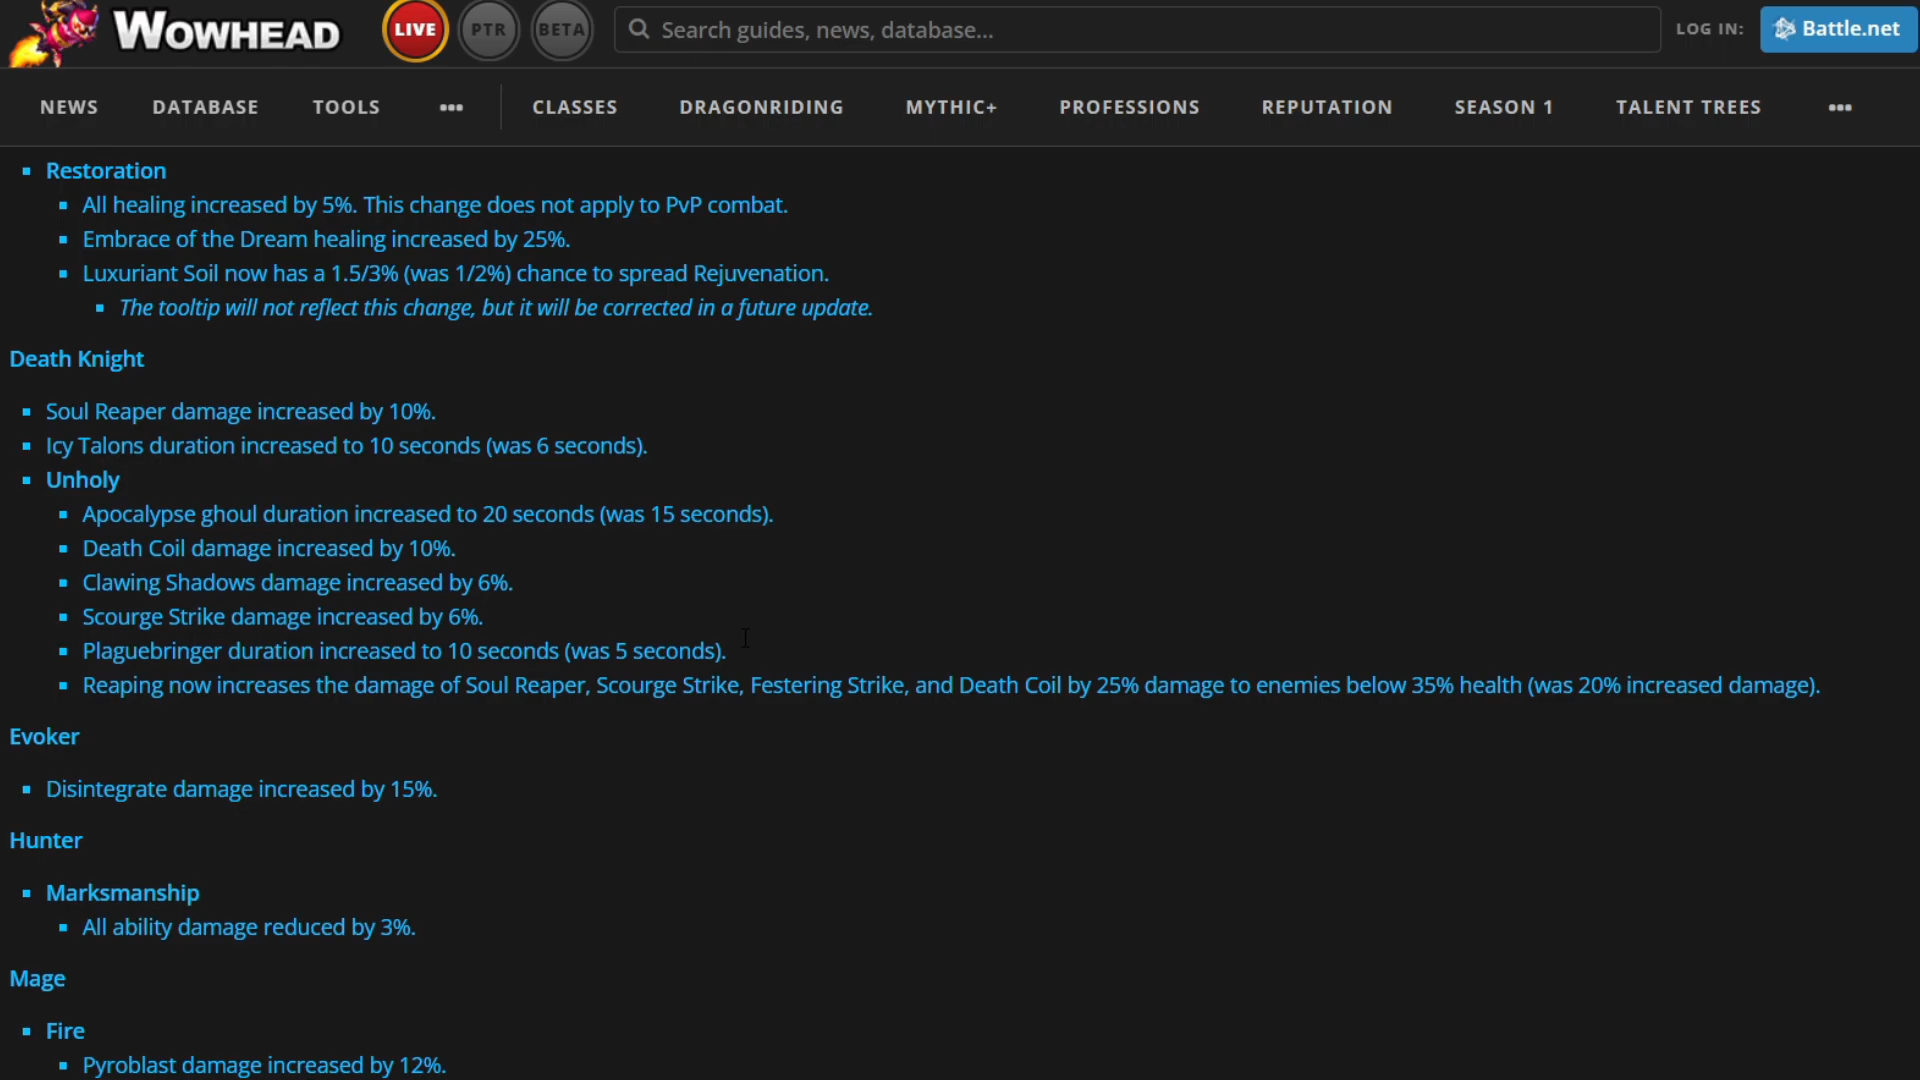 WOWHEAD
LIVE
PTR
BETA
Search guides, news, database...
LOG IN:
Battle.net
NEWS
DATABASE
TOOLS
•••
CLASSES
DRAGONRIDING
MYTHIC+
PROFESSIONS
REPUTATION
SEASON 1
TALENT TREES
•••
Restoration
All healing increased by 5%. This change does not apply to PvP combat.
Embrace of the Dream healing increased by 25%.
Luxuriant Soil now has a 1.5/3% (was 1/2%) chance to spread Rejuvenation.
The tooltip will not reflect this change, but it will be corrected in a future update.
Death Knight
Soul Reaper damage increased by 10%.
Icy Talons duration increased to 10 seconds (was 6 seconds).
Unholy
Apocalypse ghoul duration increased to 20 seconds (was 15 seconds).
Death Coil damage increased by 10%.
Clawing Shadows damage increased by 6%.
Scourge Strike damage increased by 6%.
Plaguebringer duration increased to 10 seconds (was 5 seconds).
Reaping now increases the damage of Soul Reaper, Scourge Strike, Festering Strike, and Death Coil by 25% damage to enemies below 35% health (was 20% increased damage).
Evoker
Disintegrate damage increased by 15%.
Hunter
Marksmanship
All ability damage reduced by 3%.
Mage
Fire
Pyroblast damage increased by 12%.